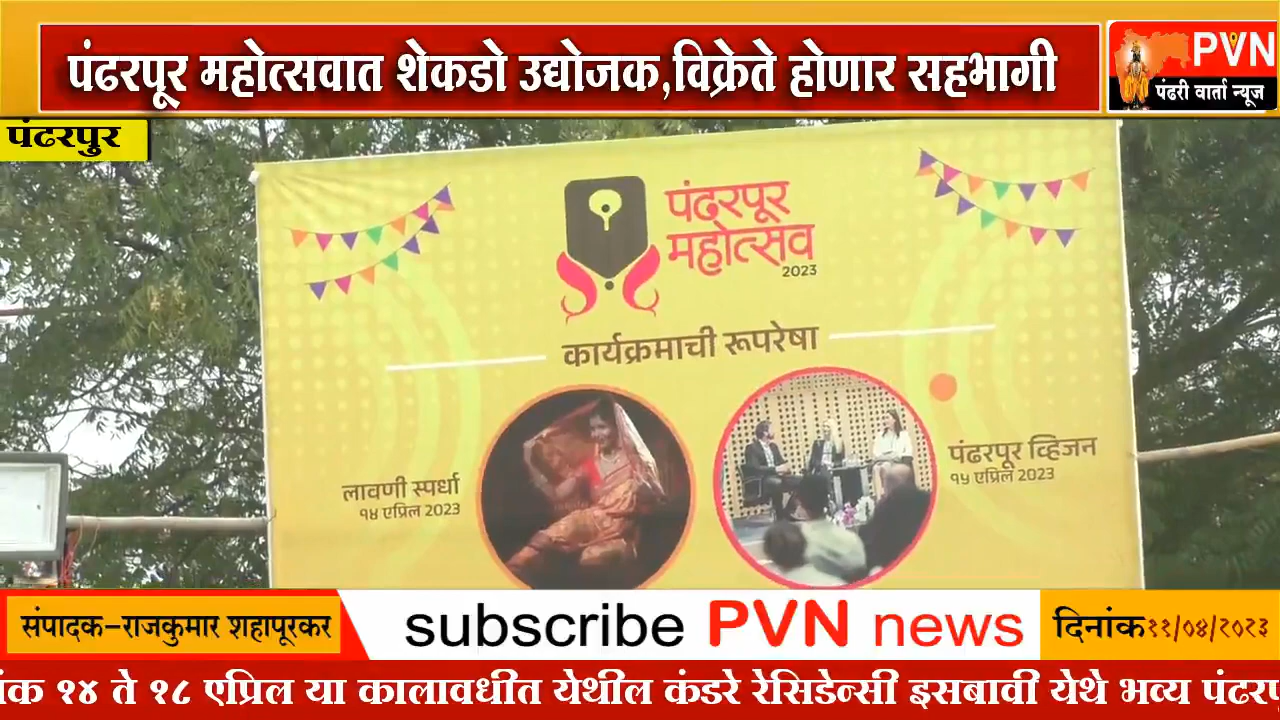 पंढरपूर महोत्सवात शेकडो उद्योजक,विक्रेते होणार सहभागी
PVN
पंढरी वार्ता न्यूज
पंढरपुर
पंढरपूर
महोत्सव
2023
कार्यक्रमाची रूपरेषा
लावणी स्पर्धा
१४ एप्रिल 2023
पंढरपूर व्हिजन
१५ एप्रिल 2023
संपादक-राजकुमार शहापूरकर
subscribe PVN news
दिनांक ११/०४/२०२३
१४ ते १८ एप्रिल या कालावधीत येथील कंडरे रेसिडेन्सी इसबावी येथे भव्य